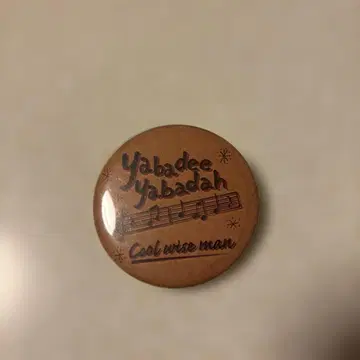 Yabadee
Yabadah
Cool wise man